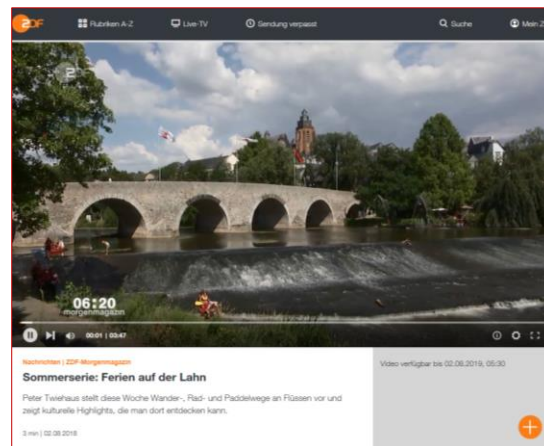 ZDF
Rubriken A-Z
Live-TV
Sendung verpasst
Suche
Mein Z
06:20
morgenmagazin
00:01 | 03:47
Nachrichten | ZDF-Morgenmagazin
Sommerserie: Ferien auf der Lahn
Peter Twiehaus stellt diese Woche Wander-, Rad- und Paddelwege an Flüssen vor und
zeigt kulturelle Highlights, die man dort entdecken kann.
3 min | 02.08.2018
Video verfügbar bis 02.08.2019, 05:30